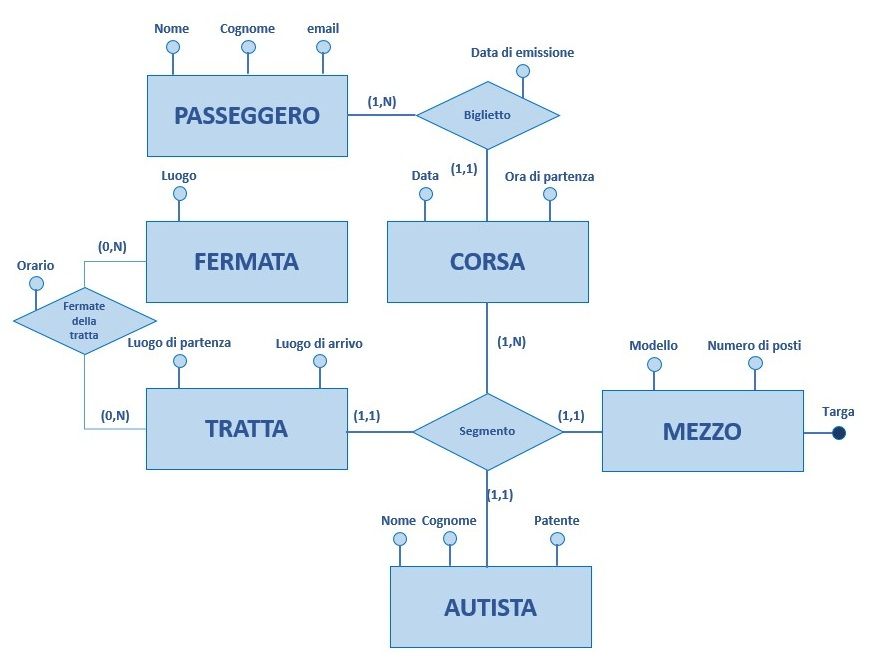 Nome
Cognome
email
Data di emissione
PASSEGGERO
(1,N)
Biglietto
Luogo
Data
(1,1)
Ora di partenza
(0,N)
FERMATA
CORSA
Orario
Fermate
della
tratta
Luogo di partenza
Luogo di arrivo
(1,N)
Modello
Numero di posti
(0,N)
TRATTA
(1,1)
Segmento
(1,1)
MEZZO
Targa
(1,1)
Nome
Cognome
Patente
AUTISTA